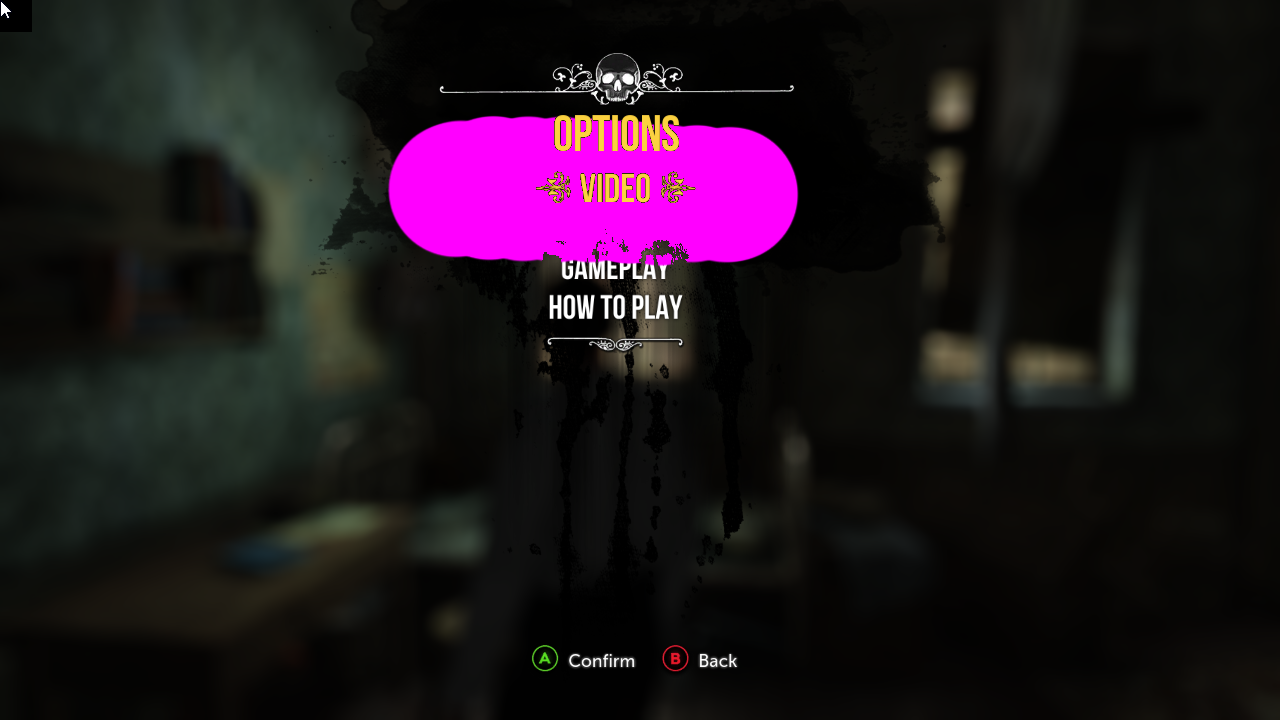 OPTIONS
VIDEO
GAMEPLAY
HOW TO PLAY
A Confirm B Back